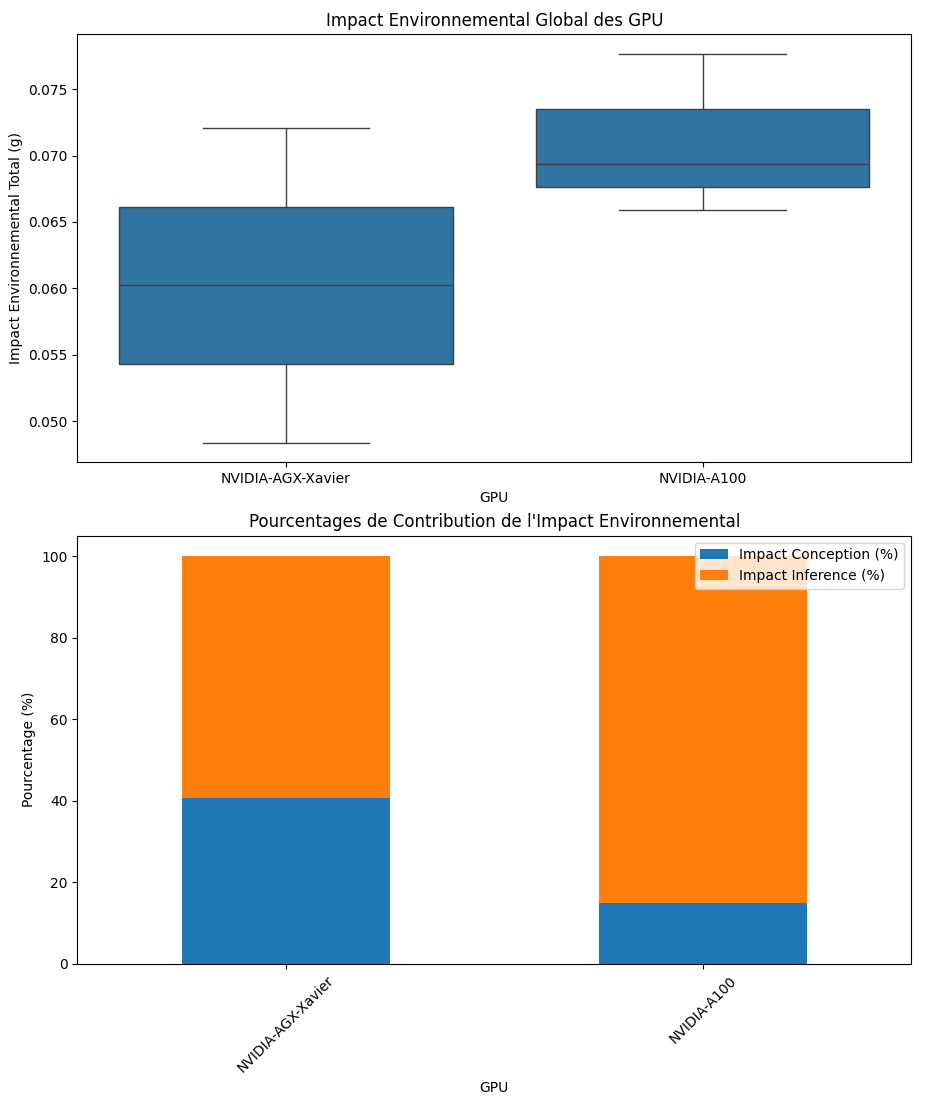 Impact Environnemental Global des GPU
Impact Environnemental Total (g)
0.075
0.070
0.065
0.060
0.055
0.050
NVIDIA-AGX-Xavier
NVIDIA-A100
GPU
Pourcentages de Contribution de l'Impact Environnemental
Impact Conception (%)
Impact Inference (%)
Pourcentage (%)
100
80
60
40
20
0
NVIDIA-AGX-Xavier
NVIDIA-A100
GPU